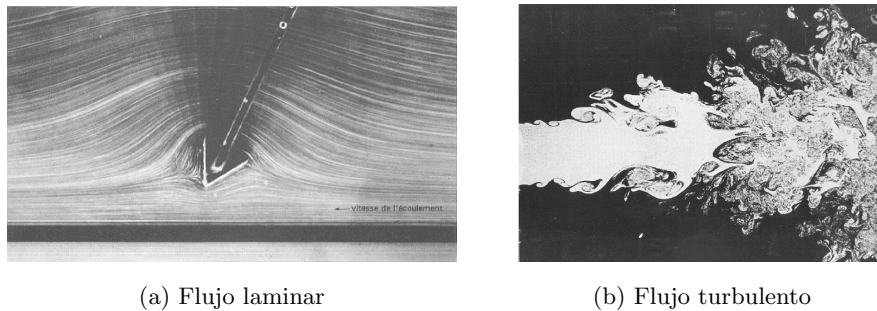 vitesse de l'écoulement
(a) Flujo laminar
(b) Flujo turbulento